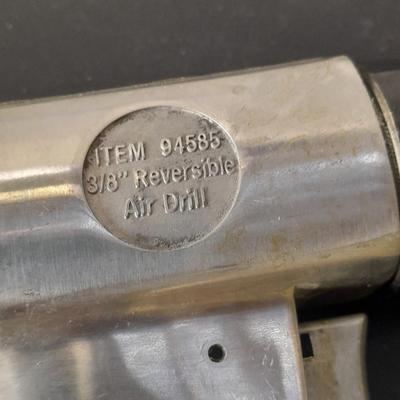 ITEM 94585
3/8" Reversible
Air Drill